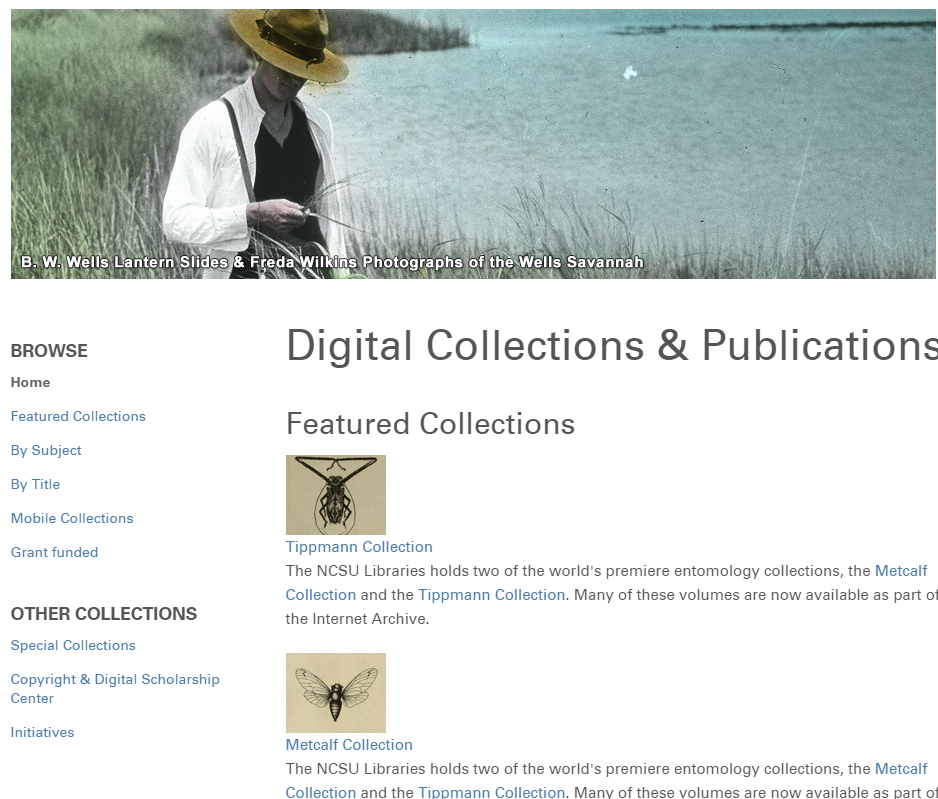 B. W. Wells Lantern Slides & Freda Wilkins Photographs of the Wells Savannah
BROWSE
Home
Featured Collections
By Subject
By Title
Mobile Collections
Grant funded
OTHER COLLECTIONS
Special Collections
Copyright & Digital Scholarship
Center
Initiatives
Digital Collections & Publications
Featured Collections
Tippmann Collection
The NCSU Libraries holds two of the world's premiere entomology collections, the Metcalf
Collection and the Tippmann Collection. Many of these volumes are now available as part of
the Internet Archive.
Metcalf Collection
The NCSU Libraries holds two of the world's premiere entomology collections, the Metcalf
Collection and the Tippmann Collection. Many of these volumes are now available as part of